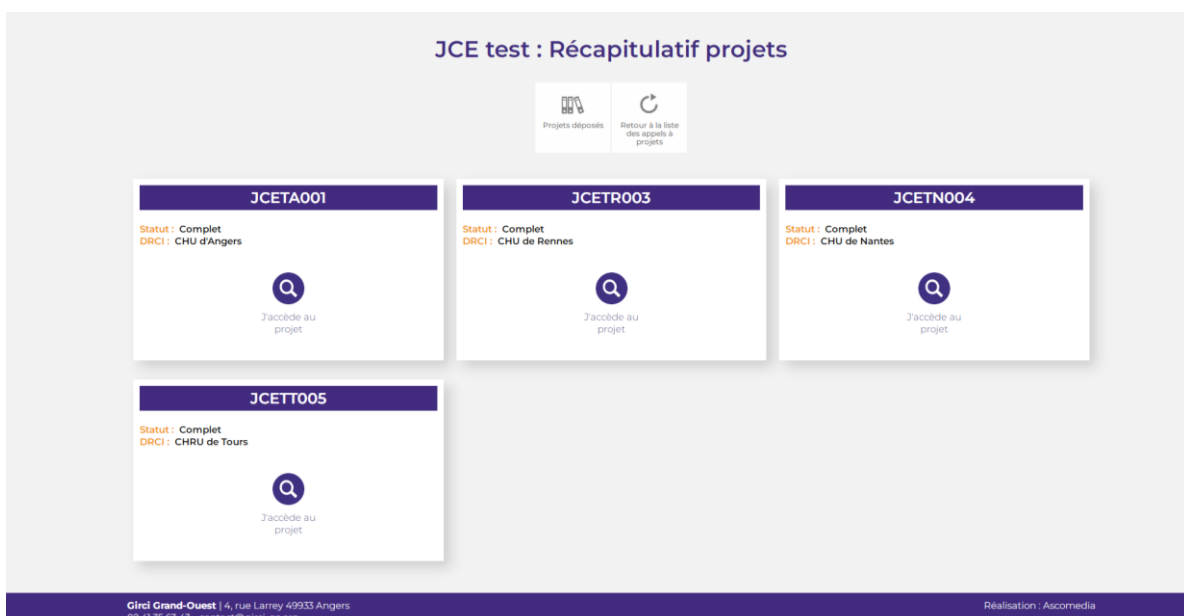 JCE test : Récapitulatif projets
Projets déposés
Retour à la liste
des appels à
projets
JCETA001
Statut : Complet
DRCI : CHU d'Angers
J'accède au
projet
JCETR003
Statut : Complet
DRCI : CHU de Rennes
J'accède au
projet
JCETN004
Statut : Complet
DRCI : CHU de Nantes
J'accède au
projet
JCETT005
Statut : Complet
DRCI : CHRU de Tours
J'accède au
projet
Girci Grand-Ouest | 4, rue Larrey 49933 Angers
Réalisation : Ascomedia